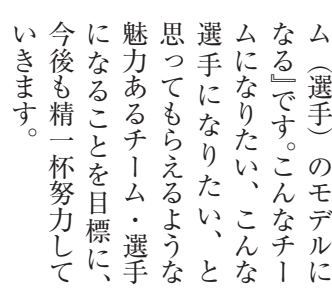 ム（選手）のモデルに
なる』です。こんなチー
ムになりたい、こんな
選手になりたい、と
思ってもらえるような
魅力あるチーム・選手
になることを目標に、
今後も精一杯努力して
いきます。